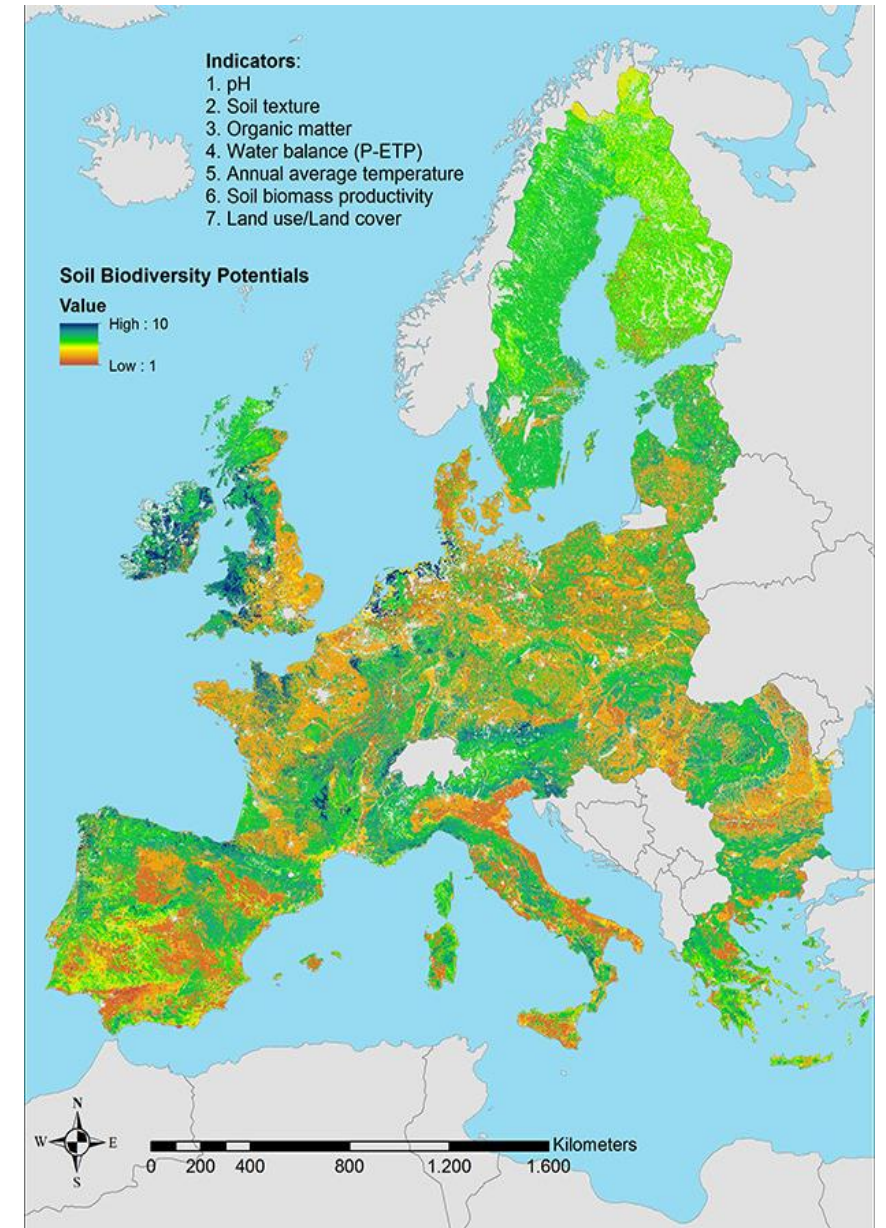 Indicators:
1. pH
2. Soil texture
3. Organic matter
4. Water balance (P-ETP)
5. Annual average temperature
6. Soil biomass productivity
7. Land use/Land cover
Soil Biodiversity Potentials
Value
High : 10
Low : 1
N
W E
S
Kilometers
0 200 400 800 1.200 1.600